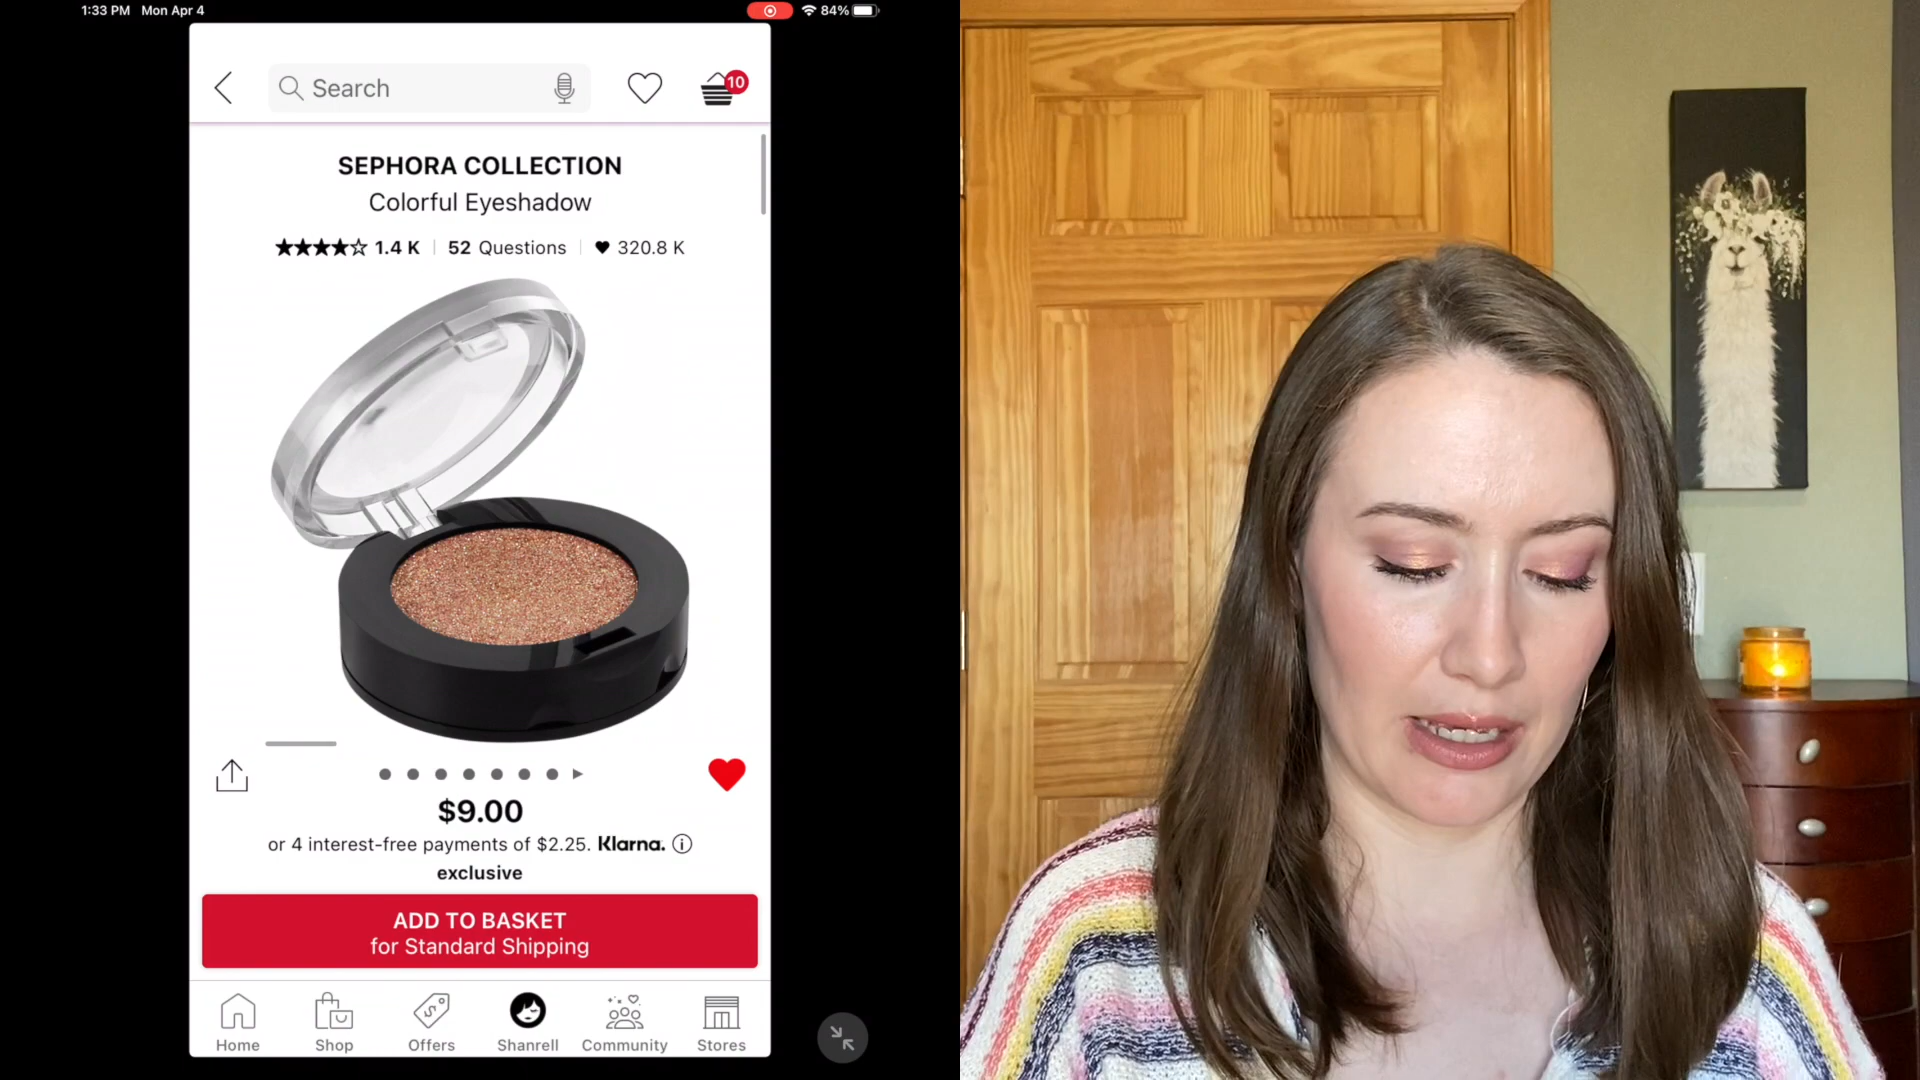 1:33 PM Mon Apr 4
84%
Search
10
SEPHORA COLLECTION
Colorful Eyeshadow
1.4 K | 52 Questions | 320.8 K
$9.00
or 4 interest-free payments of $2.25. Klarna.
exclusive
ADD TO BASKET
for Standard Shipping
Home Shop Offers Shanrell Community Stores